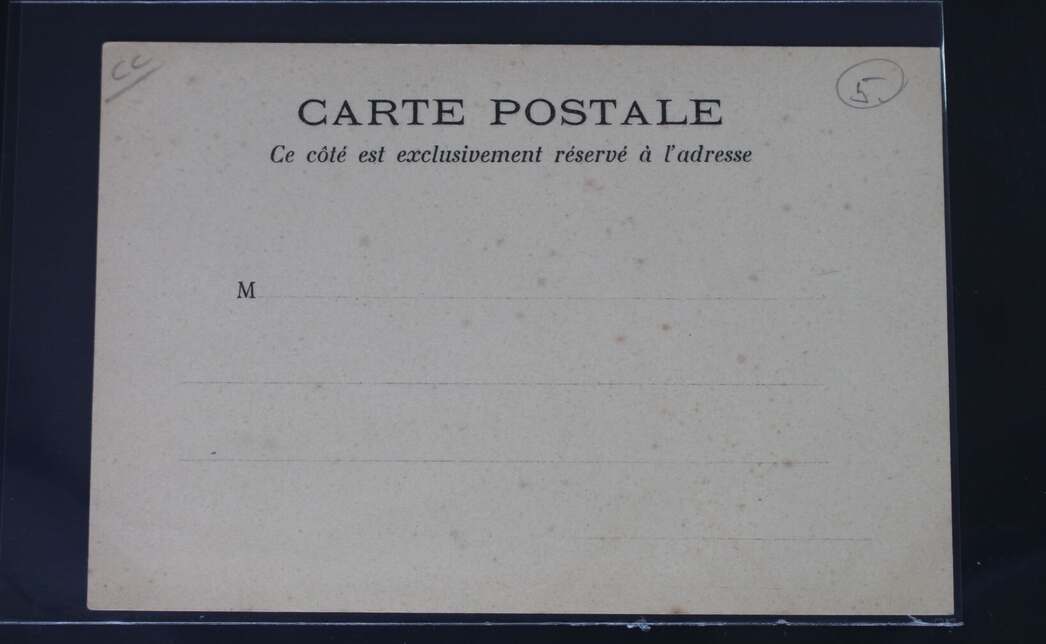 CC
5.
CARTE POSTALE
Ce côté est exclusivement réservé à l'adresse
M